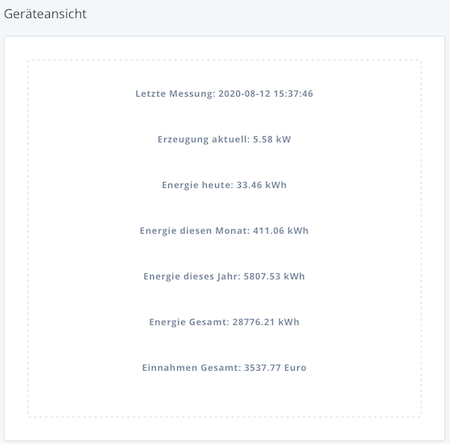 Geräteansicht
Letzte Messung: 2020-08-12 15:37:46
Erzeugung aktuell: 5.58 kW
Energie heute: 33.46 kWh
Energie diesen Monat: 411.06 kWh
Energie dieses Jahr: 5807.53 kWh
Energie Gesamt: 28776.21 kWh
Einnahmen Gesamt: 3537.77 Euro